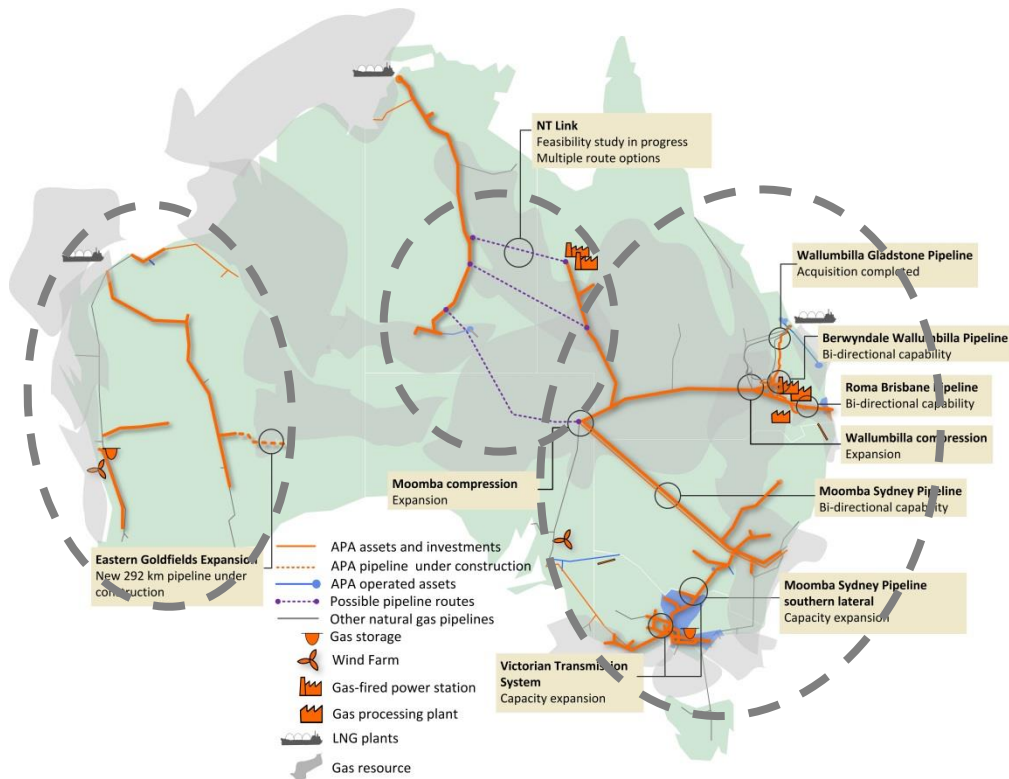 NT Link
Feasibility study in progress
Multiple route options
Wallumbilla Gladstone Pipeline
Acquisition completed
Berwyndale Wallumbilla Pipeline
Bi-directional capability
Roma Brisbane Pipeline
Bi-directional capability
Wallumbilla compression
Expansion
Moomba compression
Expansion
Moomba Sydney Pipeline
Bi-directional capability
Eastern Goldfields Expansion
New 292 km pipeline under
construction
Moomba Sydney Pipeline
southern lateral
Capacity expansion
Victorian Transmission
System
Capacity expansion
APA assets and investments
APA pipeline under construction
APA operated assets
Possible pipeline routes
Other natural gas pipelines
Gas storage
Wind Farm
Gas-fired power station
Gas processing plant
LNG plants
Gas resource